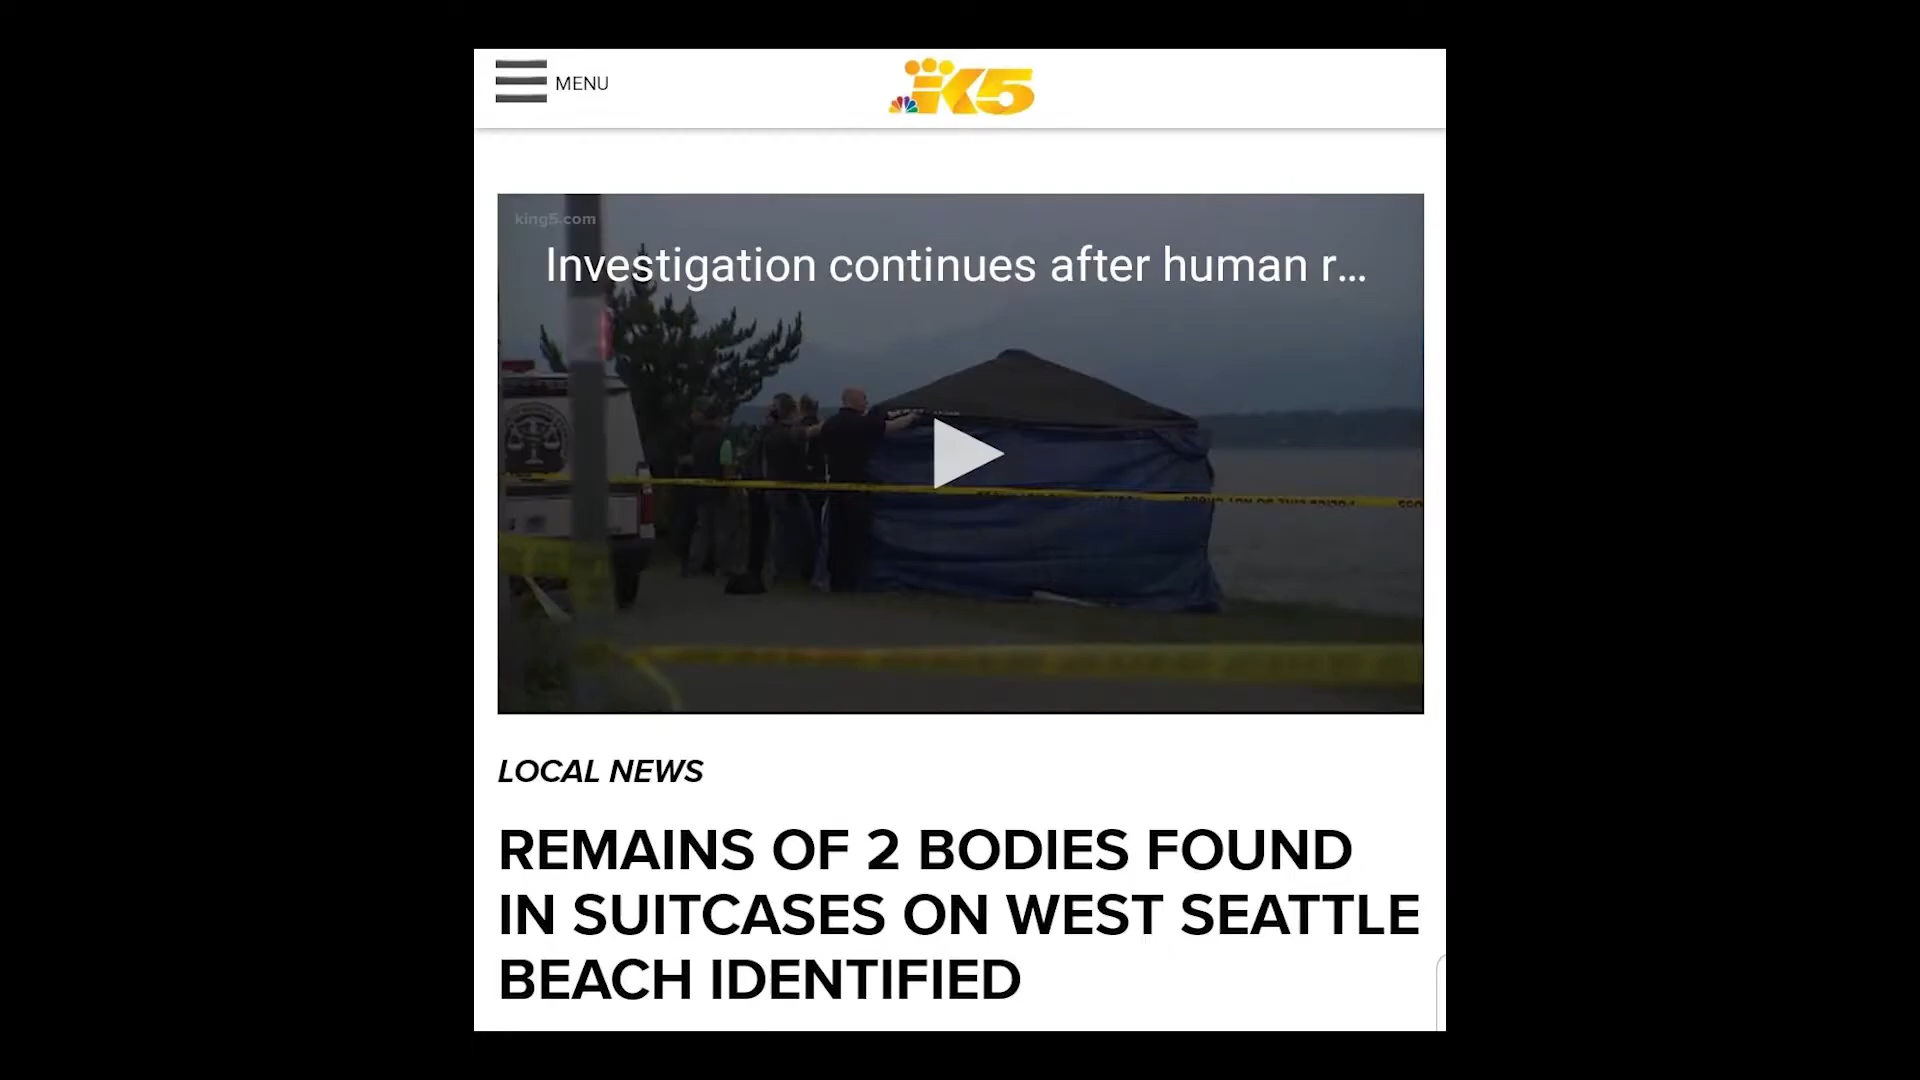 MENU
K5
king5.com
Investigation continues after human r...
LOCAL NEWS
REMAINS OF 2 BODIES FOUND
IN SUITCASES ON WEST SEATTLE
BEACH IDENTIFIED